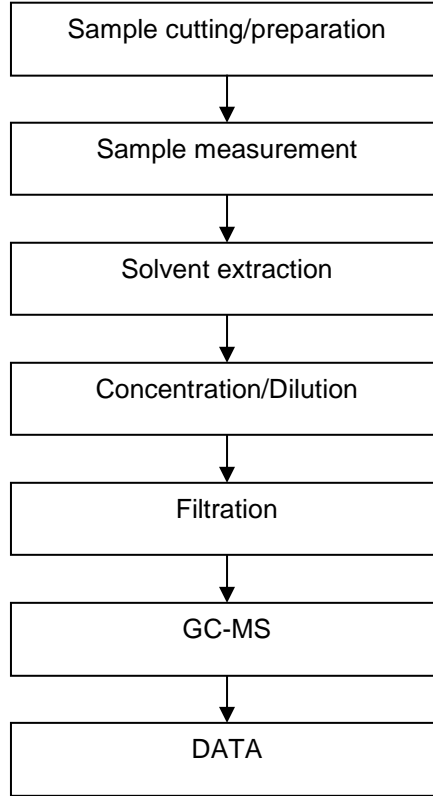 Sample cutting/preparation
Sample measurement
Solvent extraction
Concentration/Dilution
Filtration
GC-MS
DATA